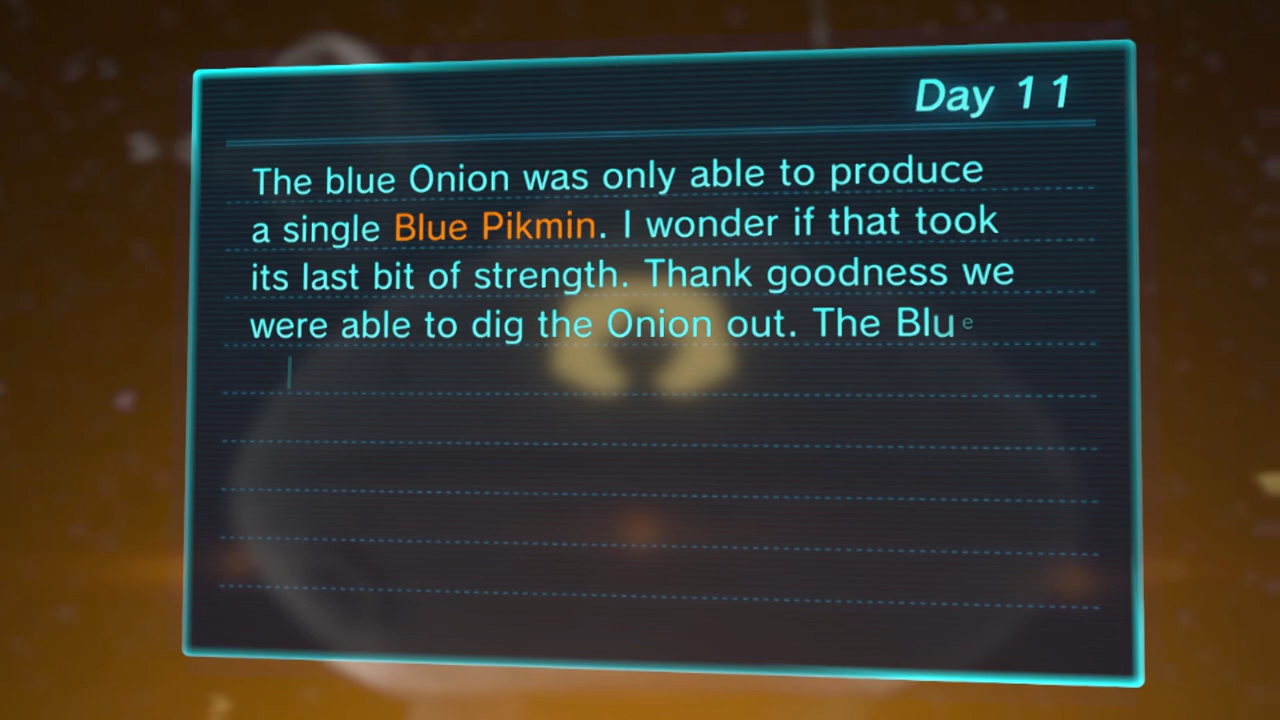 Day 11
The blue Onion was only able to produce
a single Blue Pikmin. I wonder if that took
its last bit of strength. Thank goodness we
were able to dig the Onion out. The Blue